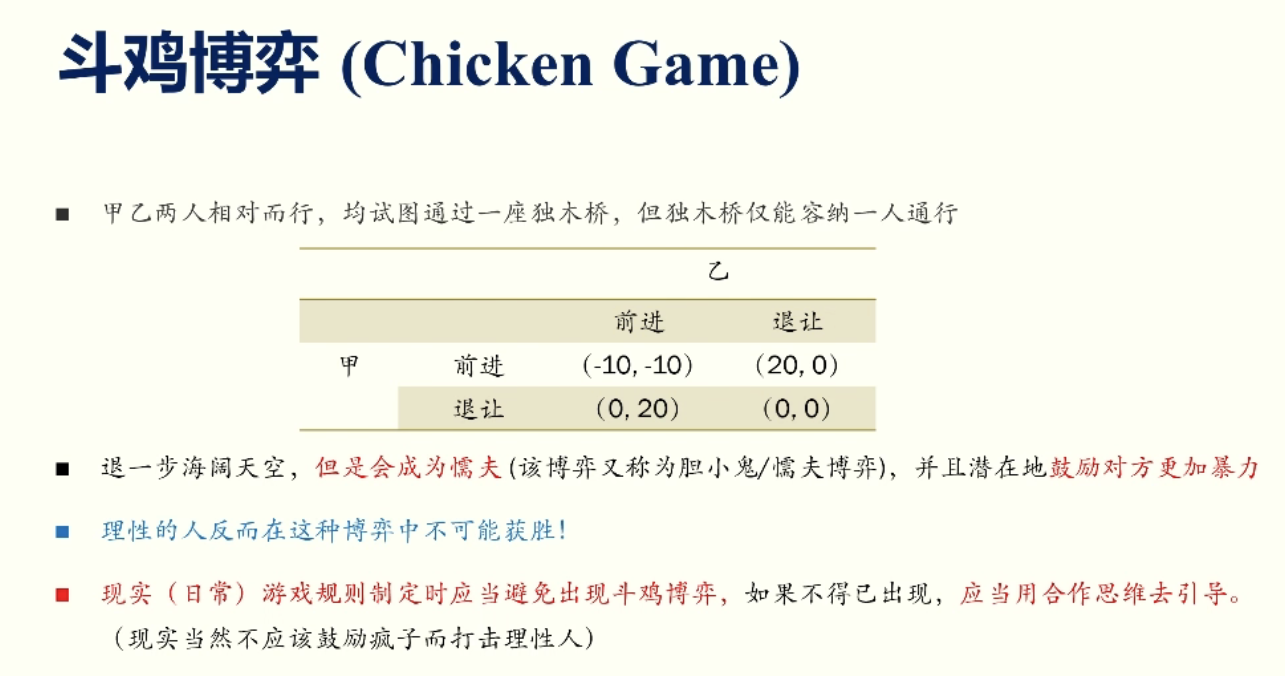 斗鸡博弈 (Chicken Game)
甲乙两人相对而行，均试图通过一座独木桥，但独木桥仅能容纳一人通行
乙
前进 退让
甲 前进 (-10, -10) (20, 0)
退让 (0, 20) (0, 0)
退一步海阔天空，但是会成为懦夫(该博弈又称为胆小鬼/懦夫博弈)，并且潜在地鼓励对方更加暴力
理性的人反而在这种博弈中不可能获胜！
现实（日常）游戏规则制定时应当避免出现斗鸡博弈，如果不得已出现，应当用合作思维去引导。
（现实当然不应该鼓励疯子而打击理性人）